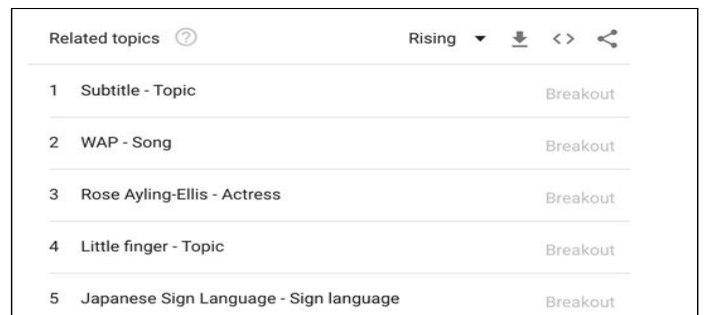 Related topics ? Rising
1 Subtitle - Topic Breakout
2 WAP - Song Breakout
3 Rose Ayling-Ellis - Actress Breakout
4 Little finger - Topic Breakout
5 Japanese Sign Language - Sign language Breakout